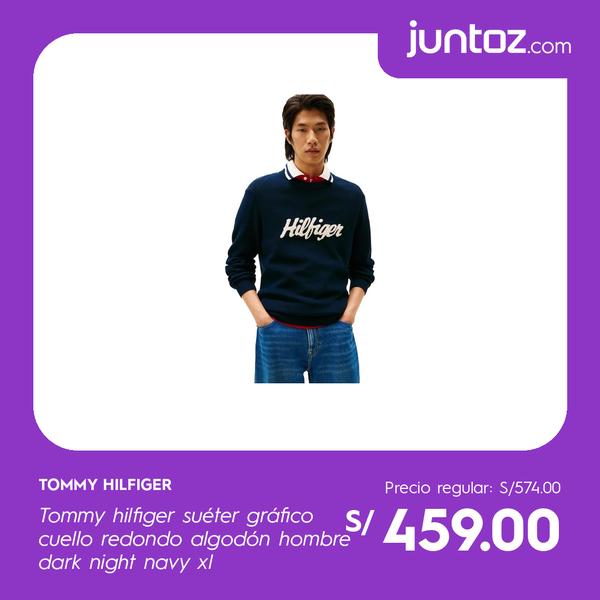 juntoz.com
Hilfiger
TOMMY HILFIGER
Tommy hilfiger suéter gráfico
cuello redondo algodón hombre
dark night navy xl
Precio regular: S/574.00
S/ 459.00